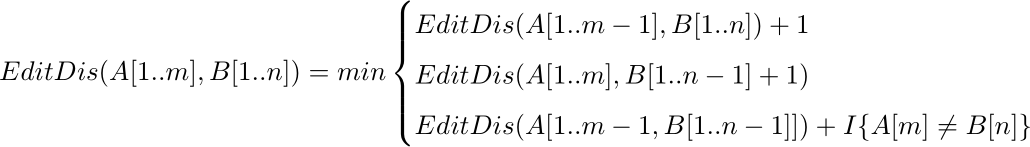 EditDis(A[1..m-1], B[1..n]) + 1
EditDis(A[1..m], B[1..n]) = min { EditDis(A[1..m], B[1..n-1] + 1)
EditDis(A[1..m-1, B[1..n-1]]) + I{A[m] ≠ B[n]}